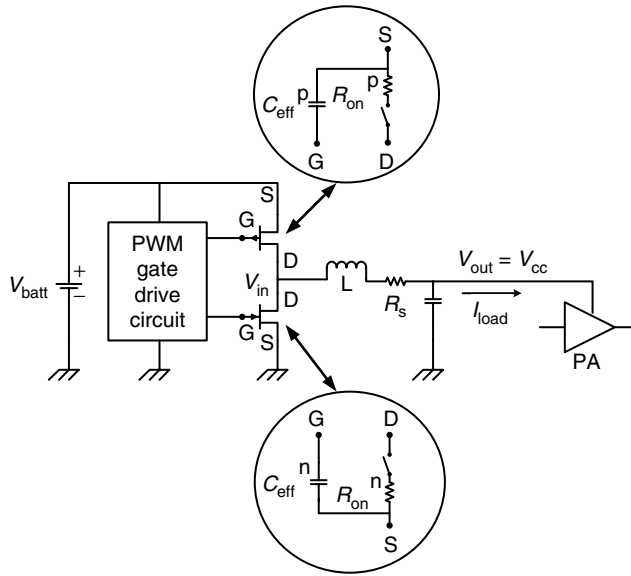 S
p
p
C_eff
R_on
G
D
S
G
PWM
gate
drive
circuit
D
V_in
D
G
S
V_batt
+
−
L
R_s
V_out = V_cc
I_load
PA
G
D
n
n
C_eff
R_on
S